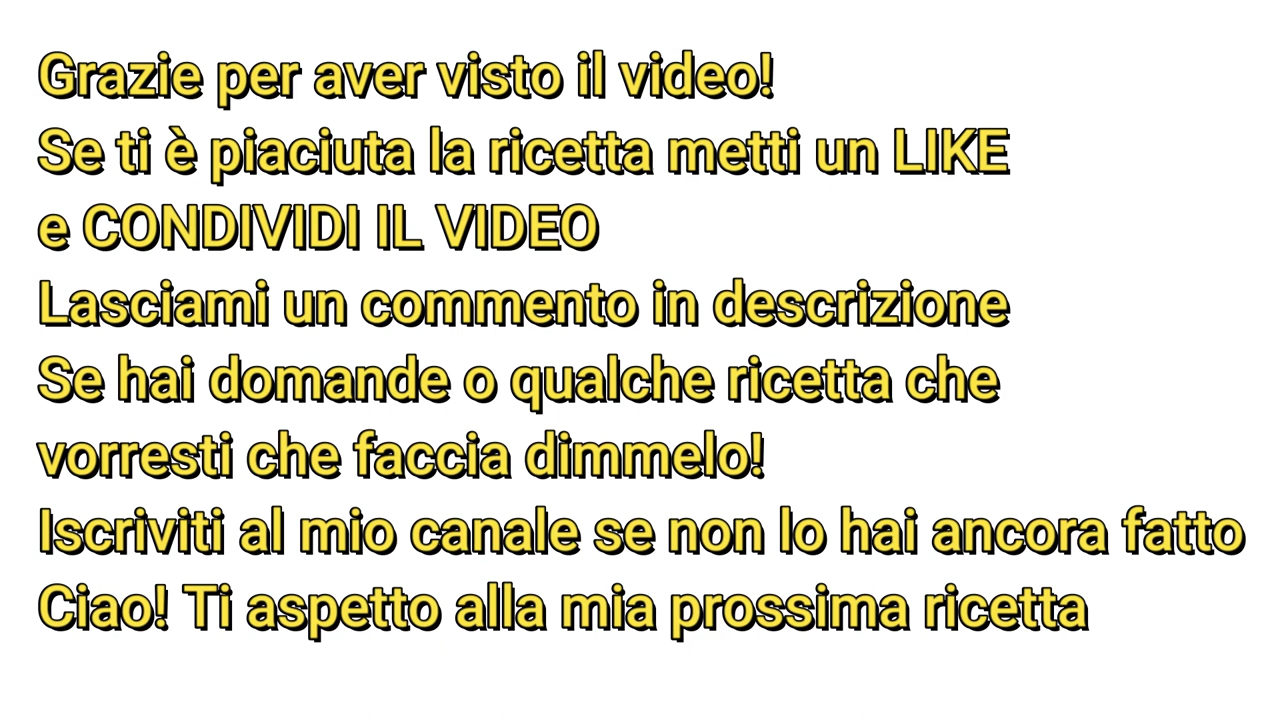 Grazie per aver visto il video!
Se ti è piaciuta la ricetta metti un LIKE
e CONDIVIDI IL VIDEO
Lasciami un commento in descrizione
Se hai domande o qualche ricetta che
vorresti che faccia dimmelo!
Iscriviti al mio canale se non lo hai ancora fatto
Ciao! Ti aspetto alla mia prossima ricetta